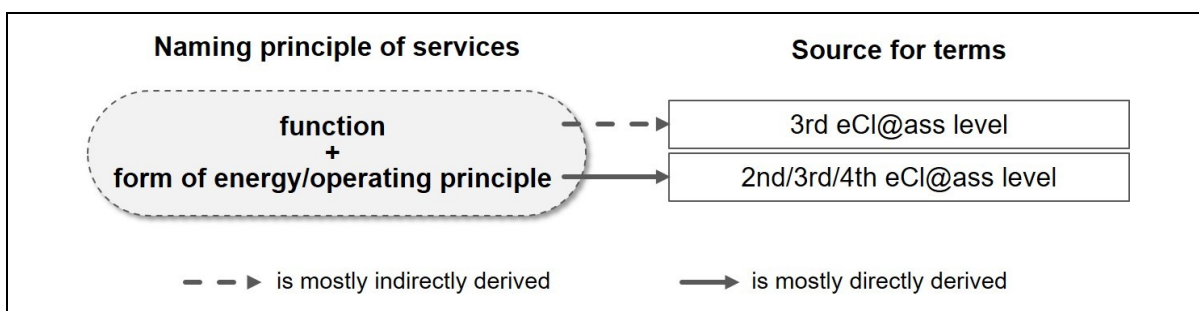 Naming principle of services
Source for terms
function
+
form of energy/operating principle
3rd eCl@ass level
2nd/3rd/4th eCl@ass level
is mostly indirectly derived
is mostly directly derived